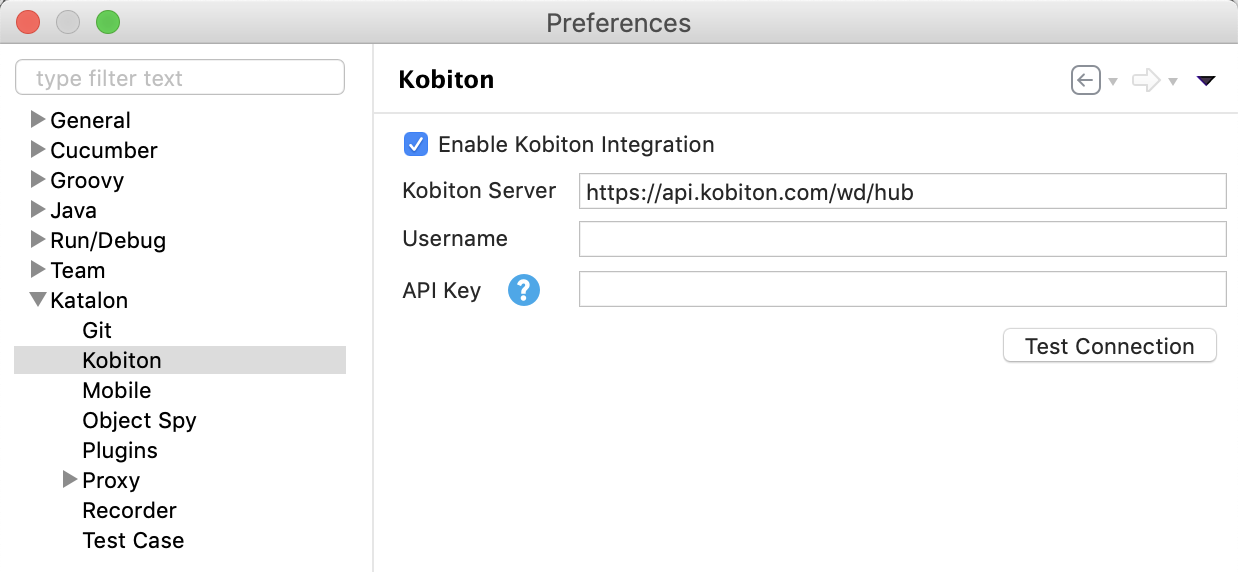 Preferences
type filter text
General
Cucumber
Groovy
Java
Run/Debug
Team
Katalon
Git
Kobiton
Mobile
Object Spy
Plugins
Proxy
Recorder
Test Case
Kobiton
Enable Kobiton Integration
Kobiton Server https://api.kobiton.com/wd/hub
Username
API Key ?
Test Connection